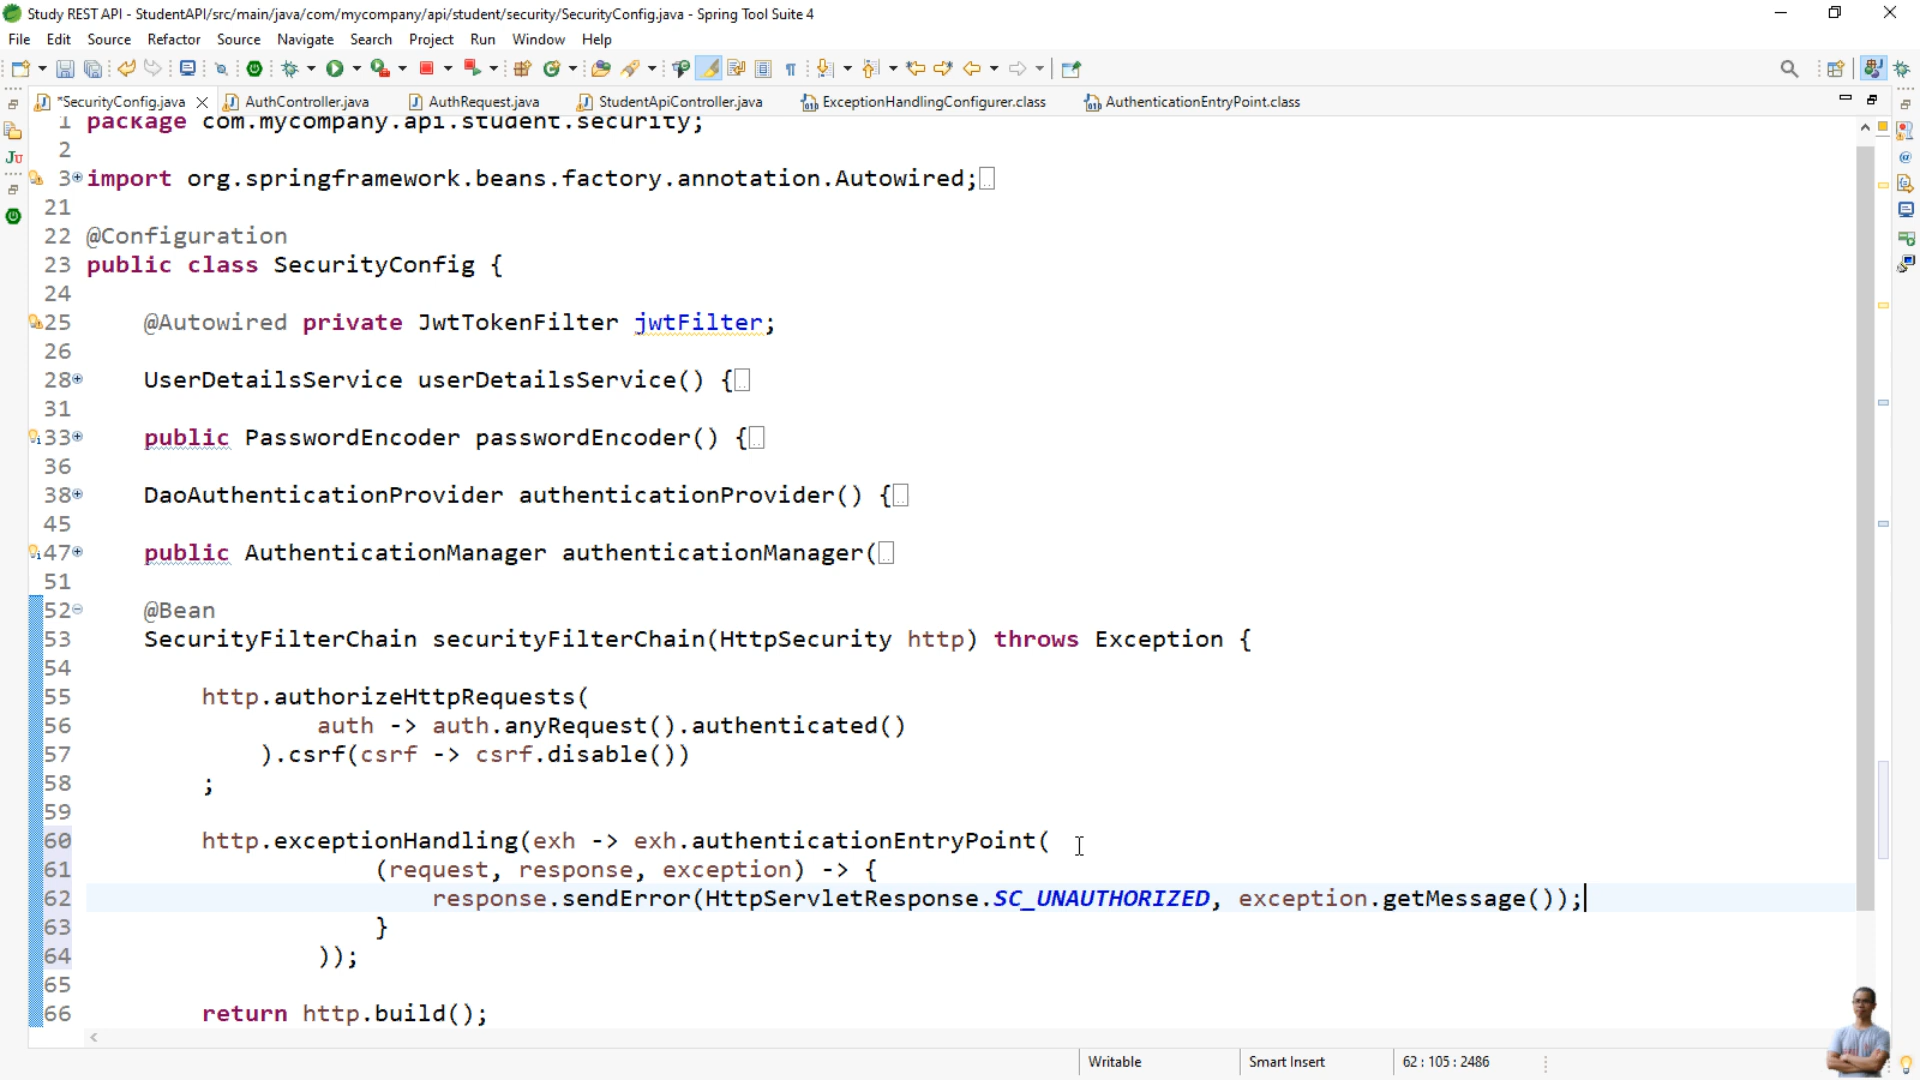 Study REST API - StudentAPI/src/main/java/com/mycompany/api/student/security/SecurityConfig.java - Spring Tool Suite 4
File Edit Source Refactor Source Navigate Search Project Run Window Help
*SecurityConfig.java AuthController.java AuthRequest.java StudentApiController.java ExceptionHandlingConfigurer.class AuthenticationEntryPoint.class
1 package com.mycompany.api.student.security;
2
3 import org.springframework.beans.factory.annotation.Autowired;
21
22 @Configuration
23 public class SecurityConfig {
24
25 @Autowired private JwtTokenFilter jwtFilter;
26
28 UserDetailsService userDetailsService() {
31
33 public PasswordEncoder passwordEncoder() {
36
38 DaoAuthenticationProvider authenticationProvider() {
45
47 public AuthenticationManager authenticationManager(
51
52 @Bean
53 SecurityFilterChain securityFilterChain(HttpSecurity http) throws Exception {
54
55 http.authorizeHttpRequests(
56 auth -> auth.anyRequest().authenticated()
57 ).csrf(csrf -> csrf.disable())
58 ;
59
60 http.exceptionHandling(exh -> exh.authenticationEntryPoint(
61 (request, response, exception) -> {
62 response.sendError(HttpServletResponse.SC_UNAUTHORIZED, exception.getMessage());
63 }
64 ));
65
66 return http.build();
Writable Smart Insert 62 : 105 : 2486